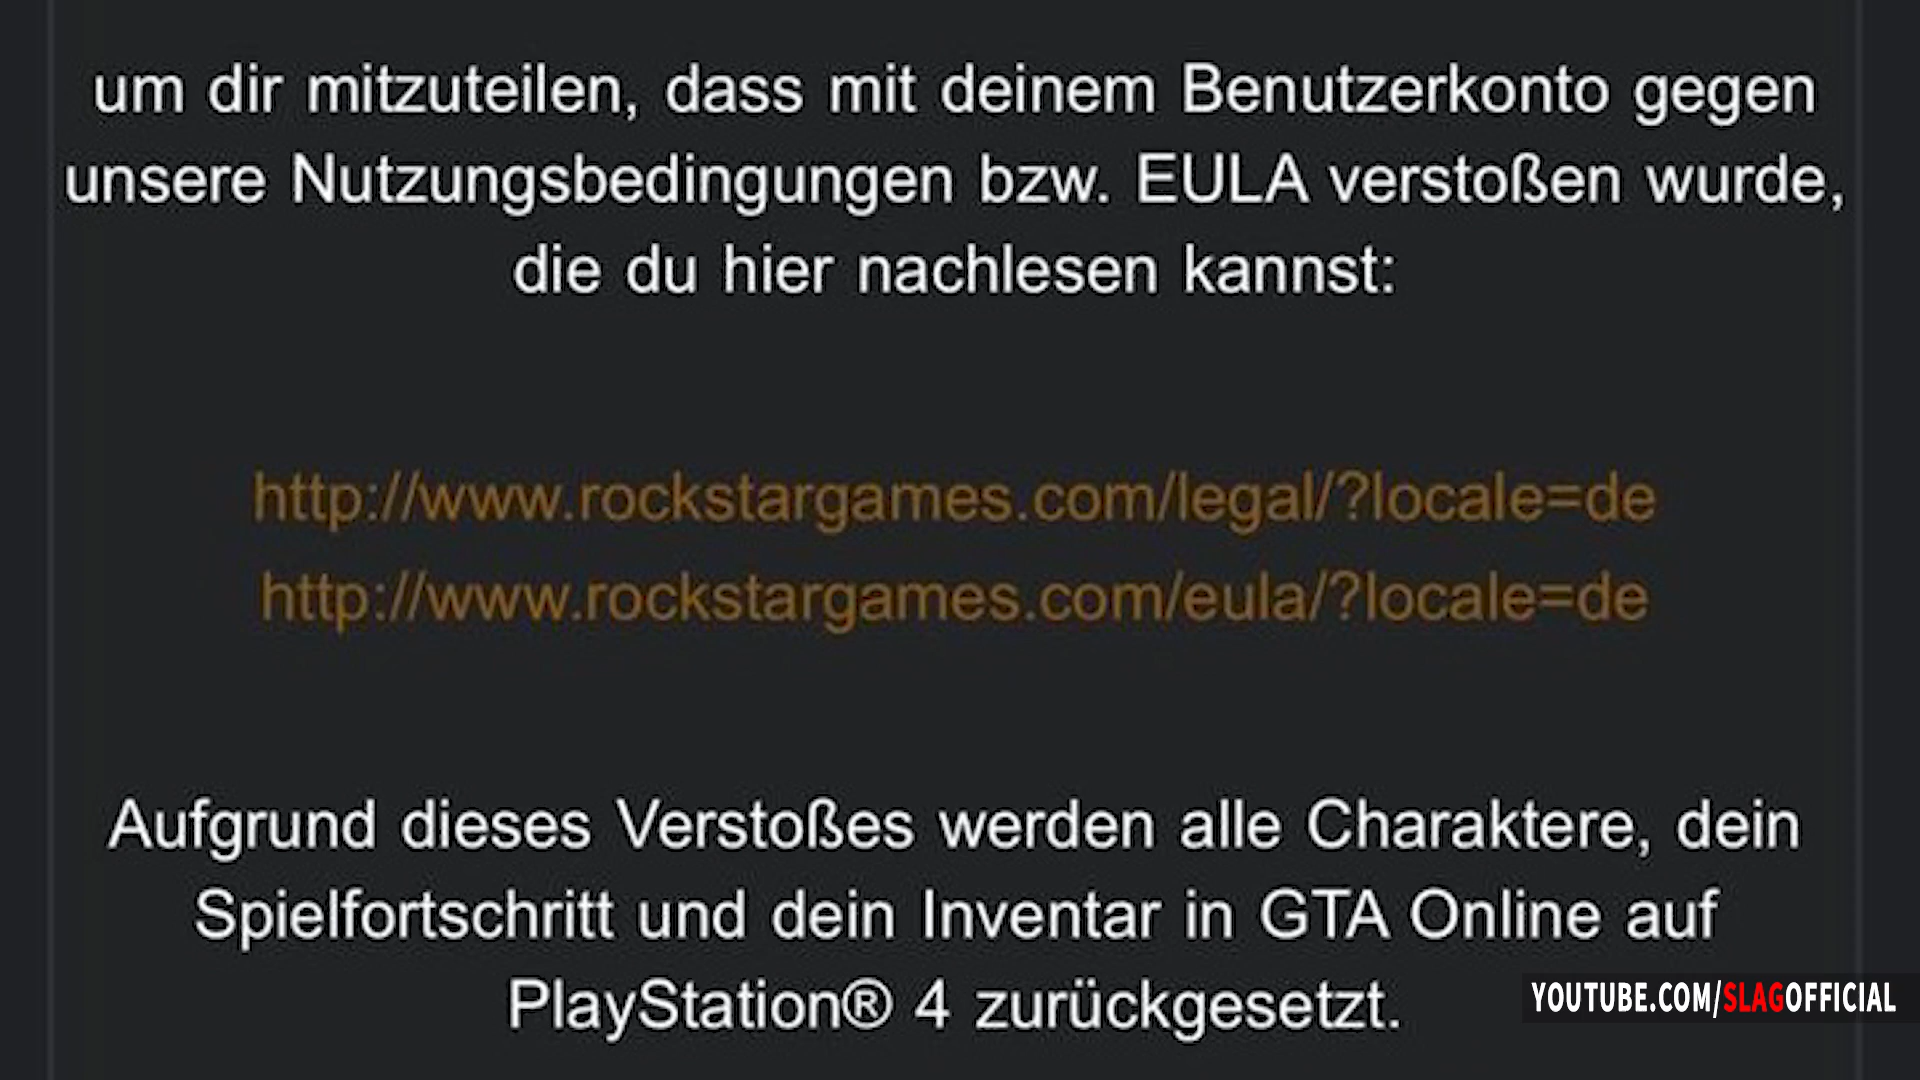 um dir mitzuteilen, dass mit deinem Benutzerkonto gegen
unsere Nutzungsbedingungen bzw. EULA verstoßen wurde,
die du hier nachlesen kannst:
http://www.rockstargames.com/legal/?locale=de
http://www.rockstargames.com/eula/?locale=de
Aufgrund dieses Verstoßes werden alle Charaktere, dein
Spielfortschritt und dein Inventar in GTA Online auf
PlayStation® 4 zurückgesetzt.
YOUTUBE.COM/SLAGOFFICIAL